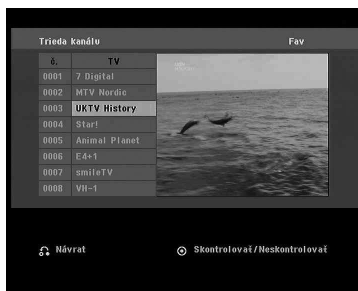 Trieda kanálu Fav
č. TV
0001 7 Digital
0002 MTV Nordic
0003 UKTV History
0004 Star!
0005 Animal Planet
0006 E4+1
0007 smileTV
0008 VH-1
Návrat Skontrolovať/Neskontrolovať